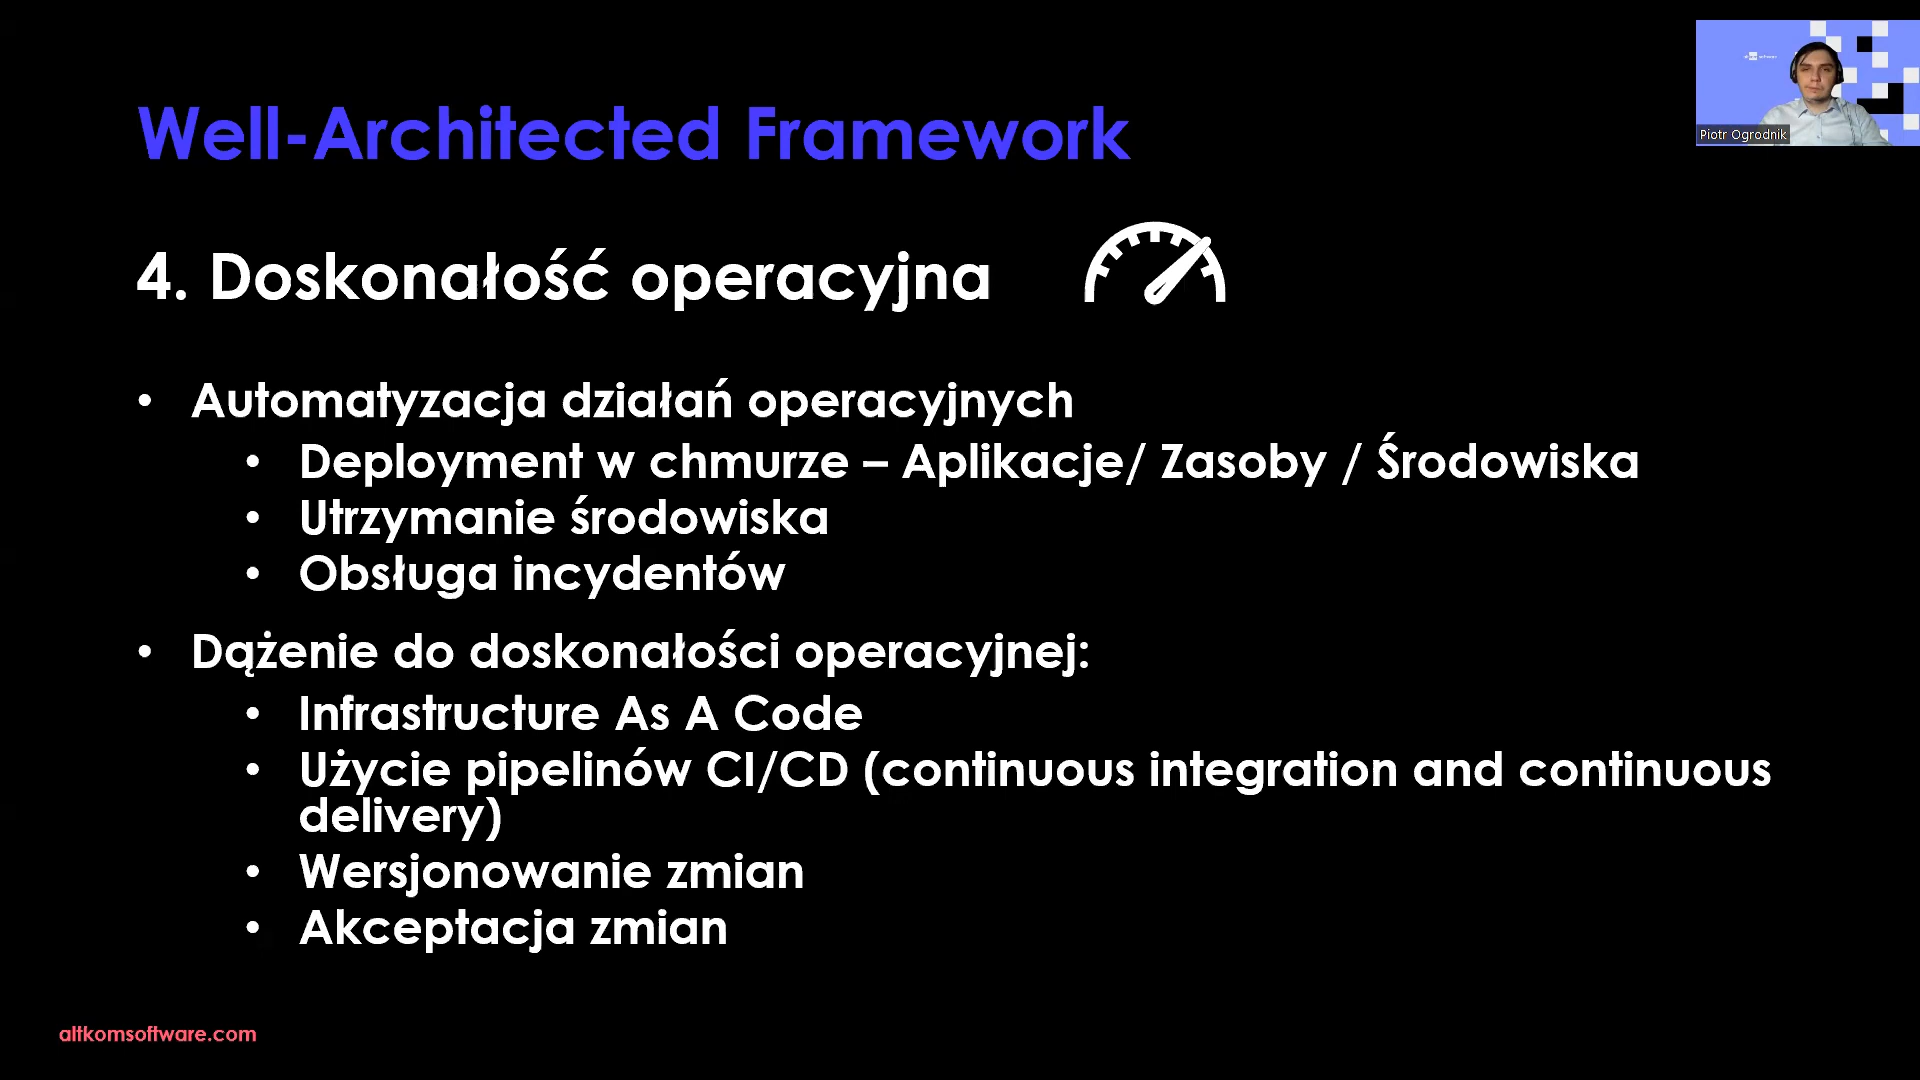 Well-Architected Framework
Piotr Ogrodnik
4. Doskonałość operacyjna
• Automatyzacja działań operacyjnych
• Deployment w chmurze – Aplikacje/ Zasoby / Środowiska
• Utrzymanie środowiska
• Obsługa incydentów
• Dążenie do doskonałości operacyjnej:
• Infrastructure As A Code
• Użycie pipelinów CI/CD (continuous integration and continuous
delivery)
• Wersjonowanie zmian
• Akceptacja zmian
altkomsoftware.com